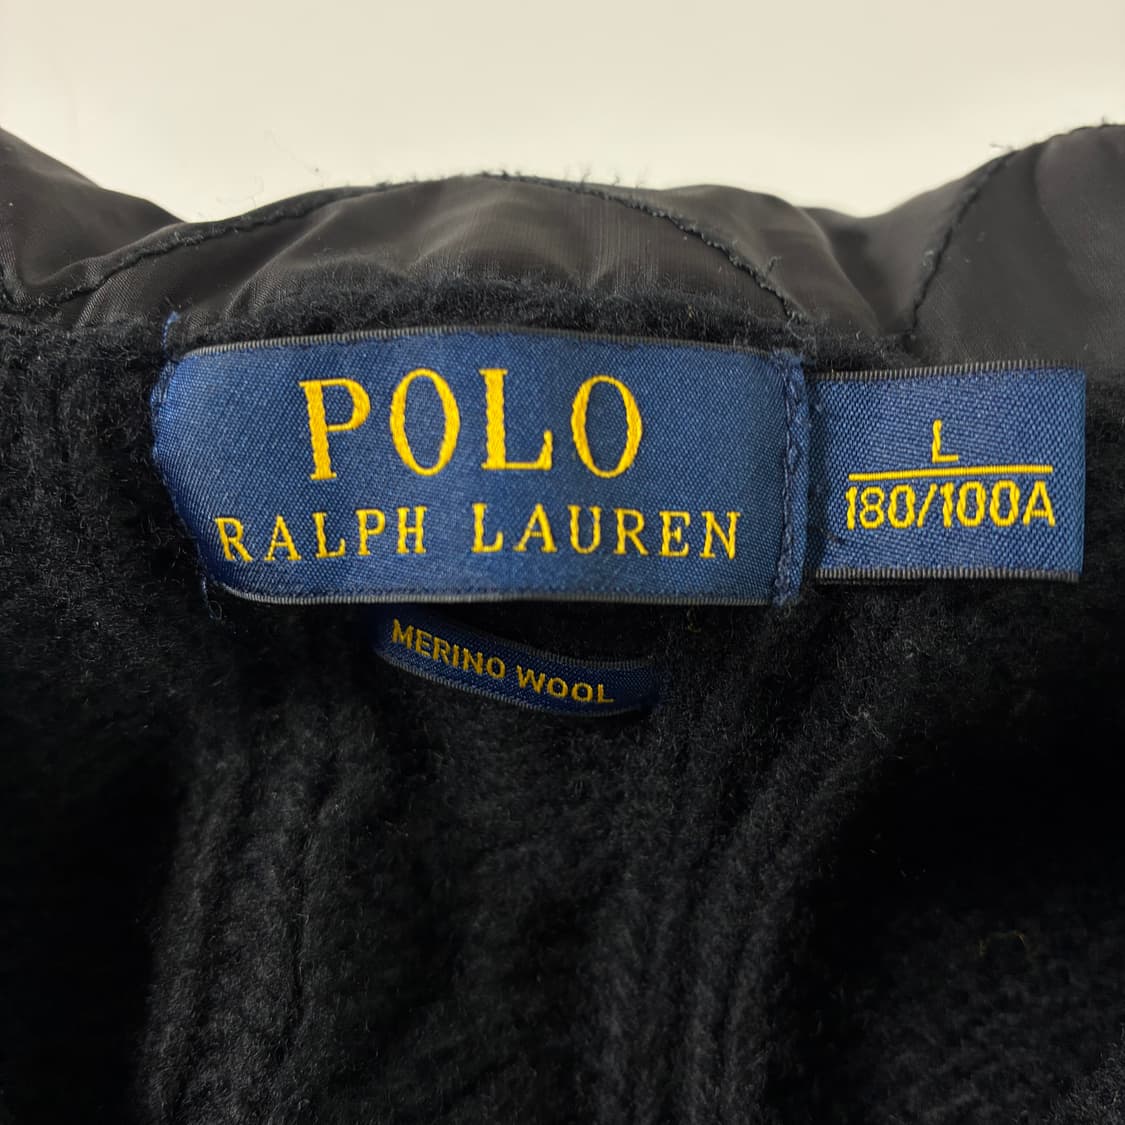 POLO
RALPH LAUREN
L
180/100A
MERINO WOOL